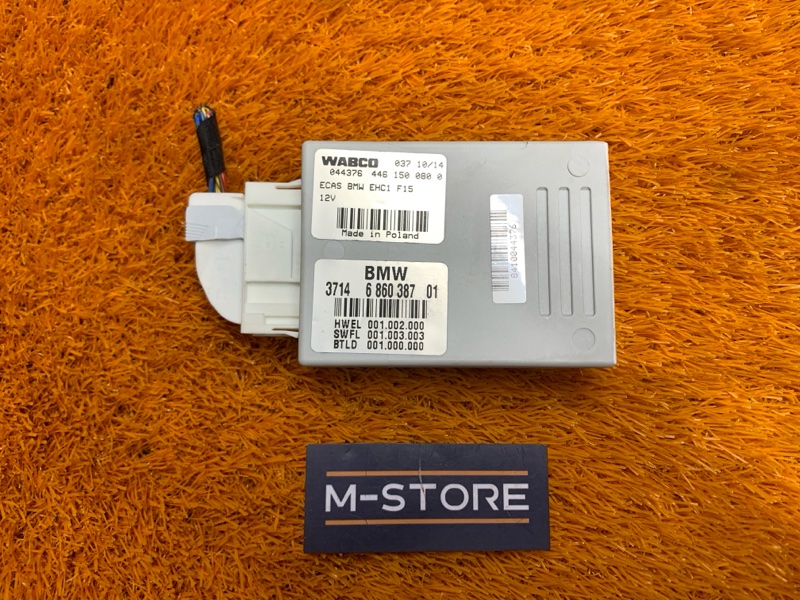 WABCO 037 10/14
044376 446 150 080 0
ECAS BMW EHC1 F15
12V
Made in Poland
BMW
3714 6 860 387 01
HWEL 001.002.000
SWFL 001.003.003
BTLD 001.000.000
0410044376
M-STORE